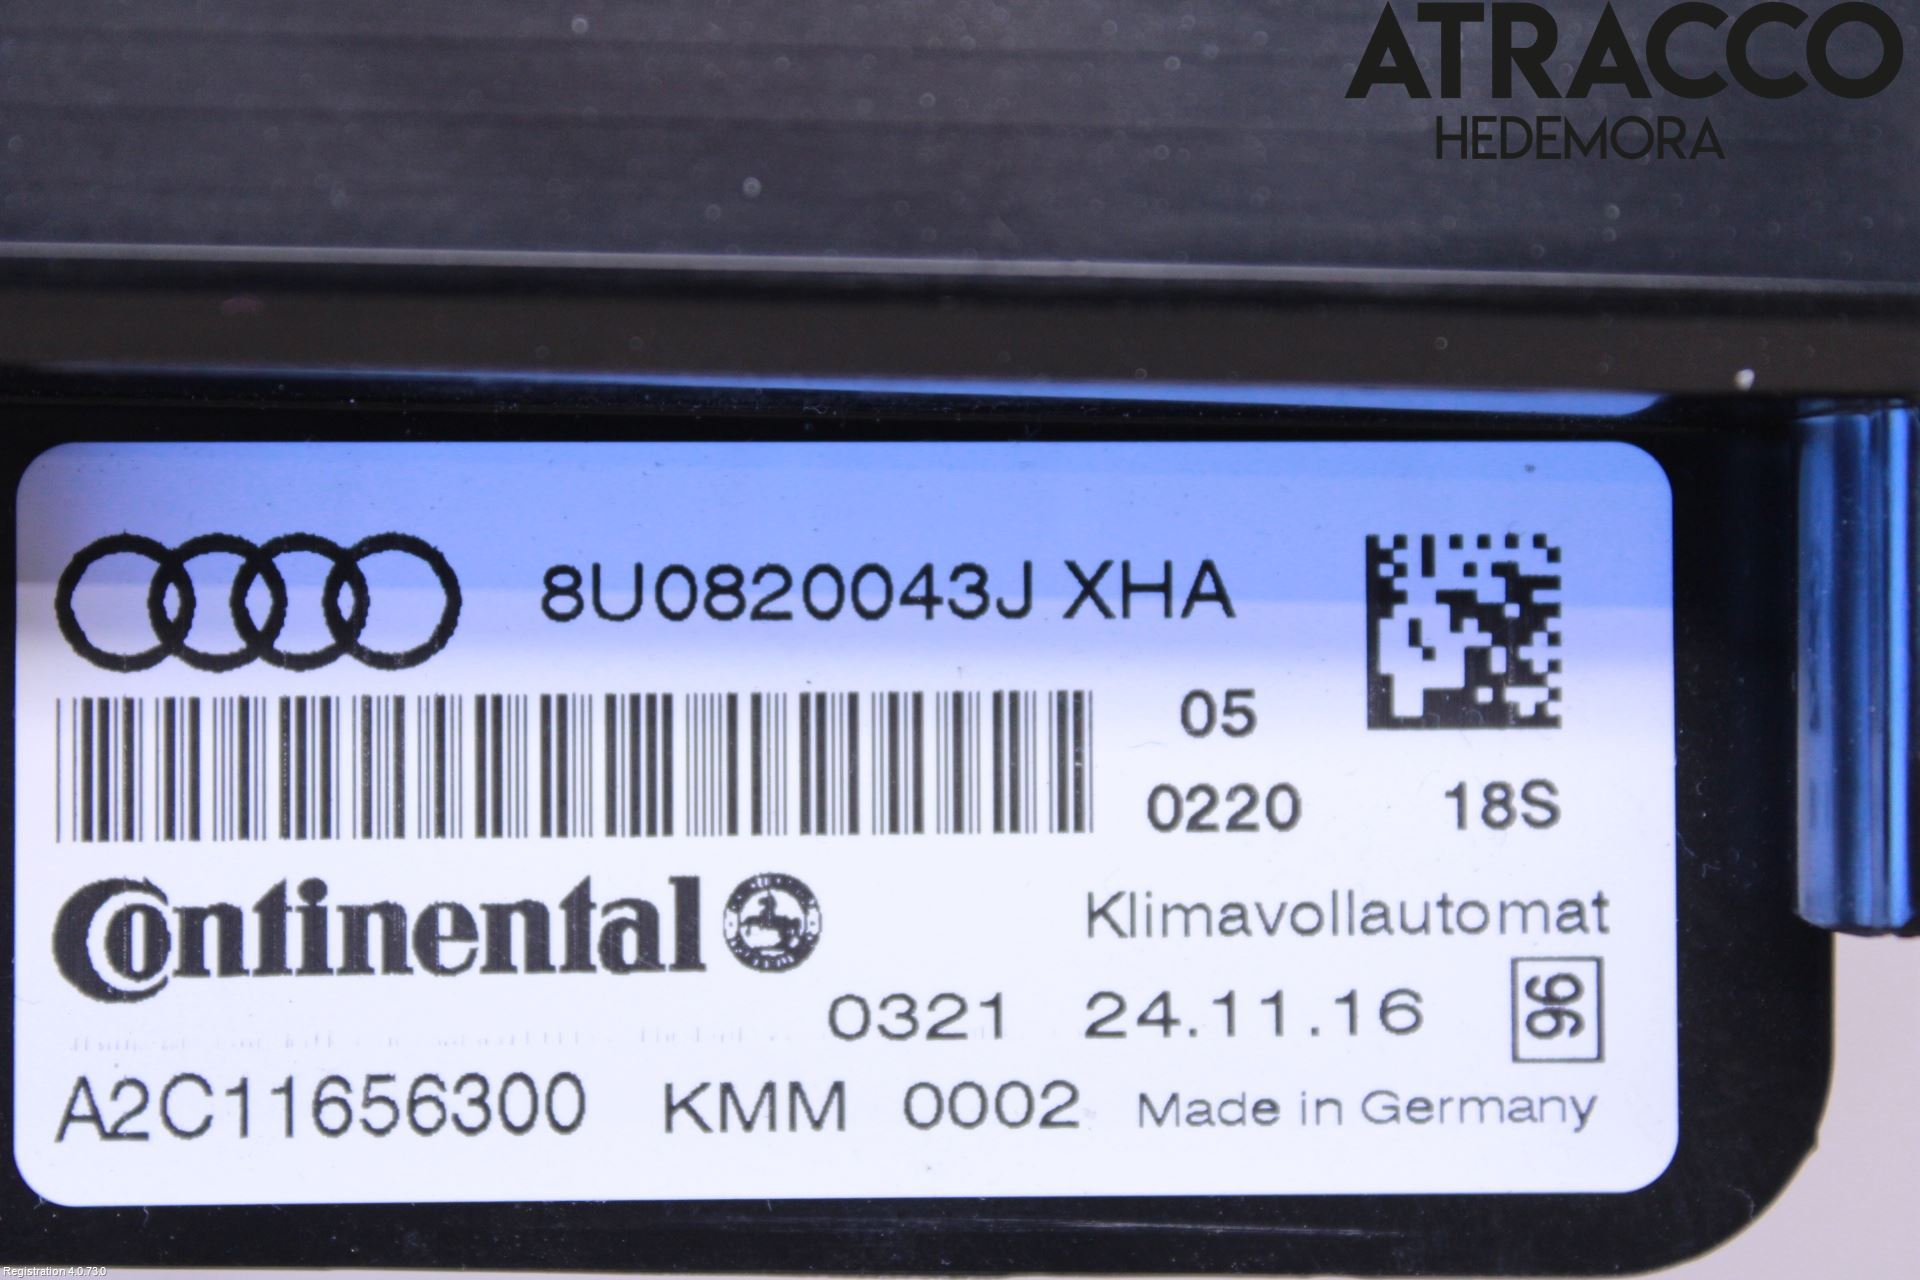 ATRACCO
HEDEMORA
8U0820043J XHA
05
0220 18S
Continental
Klimavollautomat
0321 24.11.16 96
A2C11656300 KMM 0002 Made in Germany
Registration 4.0.73.0